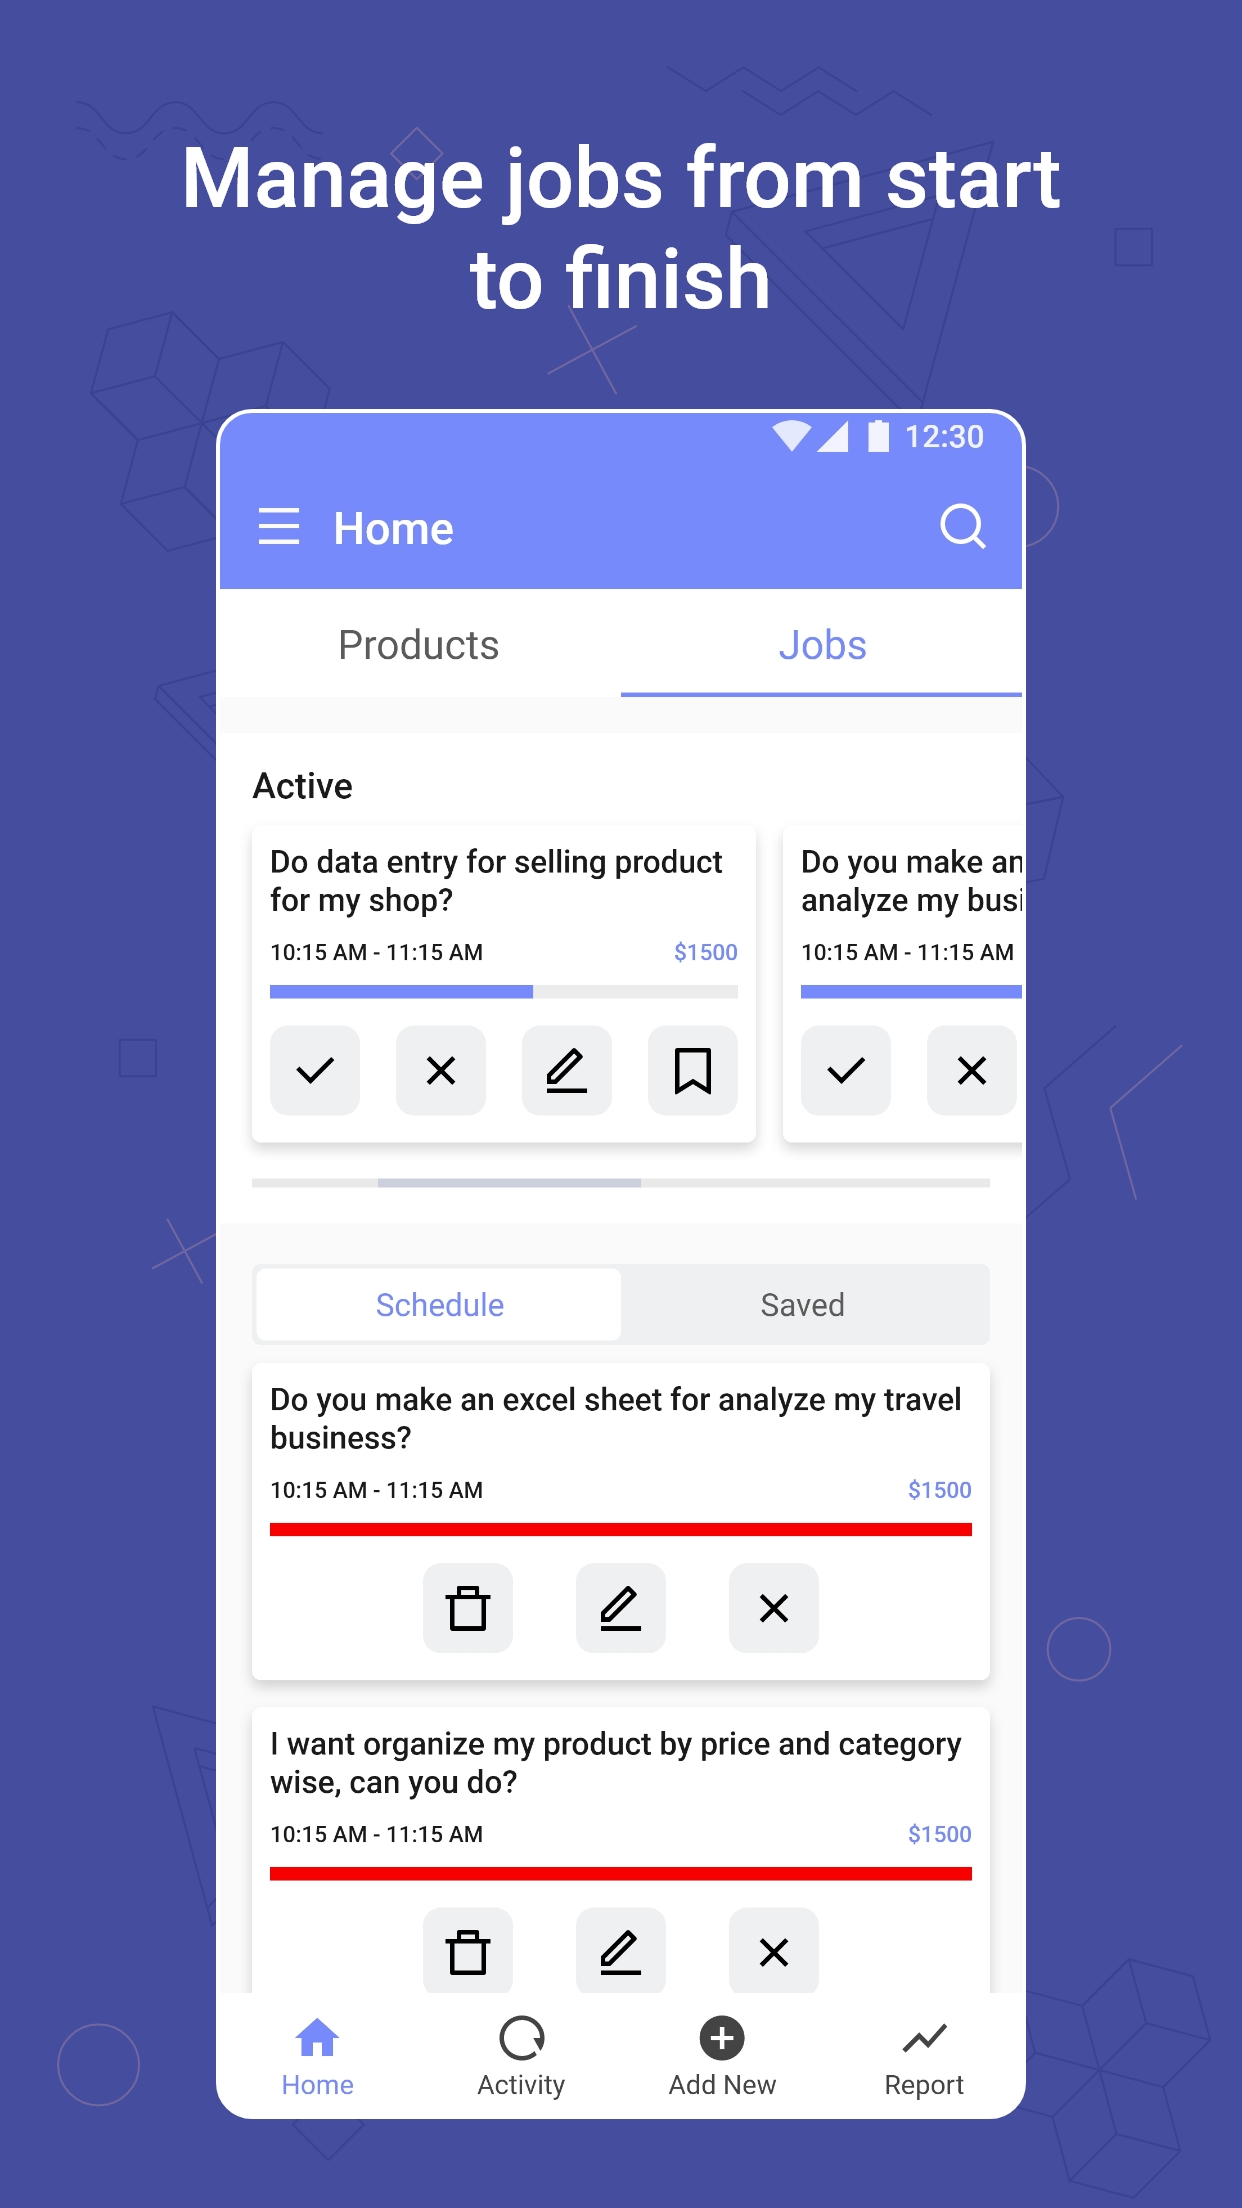 Manage jobs from start
to finish
12:30
Home
Products
Jobs
Active
Do data entry for selling product
for my shop?
10:15 AM - 11:15 AM
$1500
Do you make an
analyze my busi
10:15 AM - 11:15 AM
Schedule
Saved
Do you make an excel sheet for analyze my travel
business?
10:15 AM - 11:15 AM
$1500
I want organize my product by price and category
wise, can you do?
10:15 AM - 11:15 AM
$1500
Home
Activity
Add New
Report